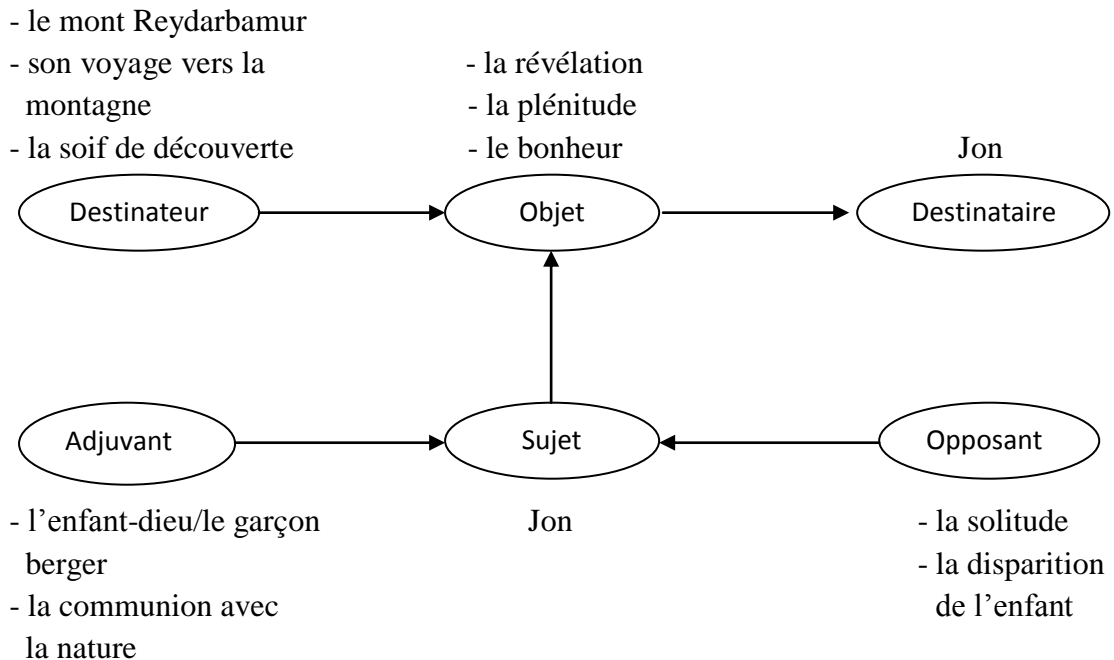 - le mont Reydarbamur
- son voyage vers la
montagne
- la soif de découverte
- la révélation
- la plénitude
- le bonheur
Jon
Destinateur
Objet
Destinataire
Adjuvant
Sujet
Opposant
- l’enfant-dieu/le garçon
berger
- la communion avec
la nature
Jon
- la solitude
- la disparition
de l’enfant